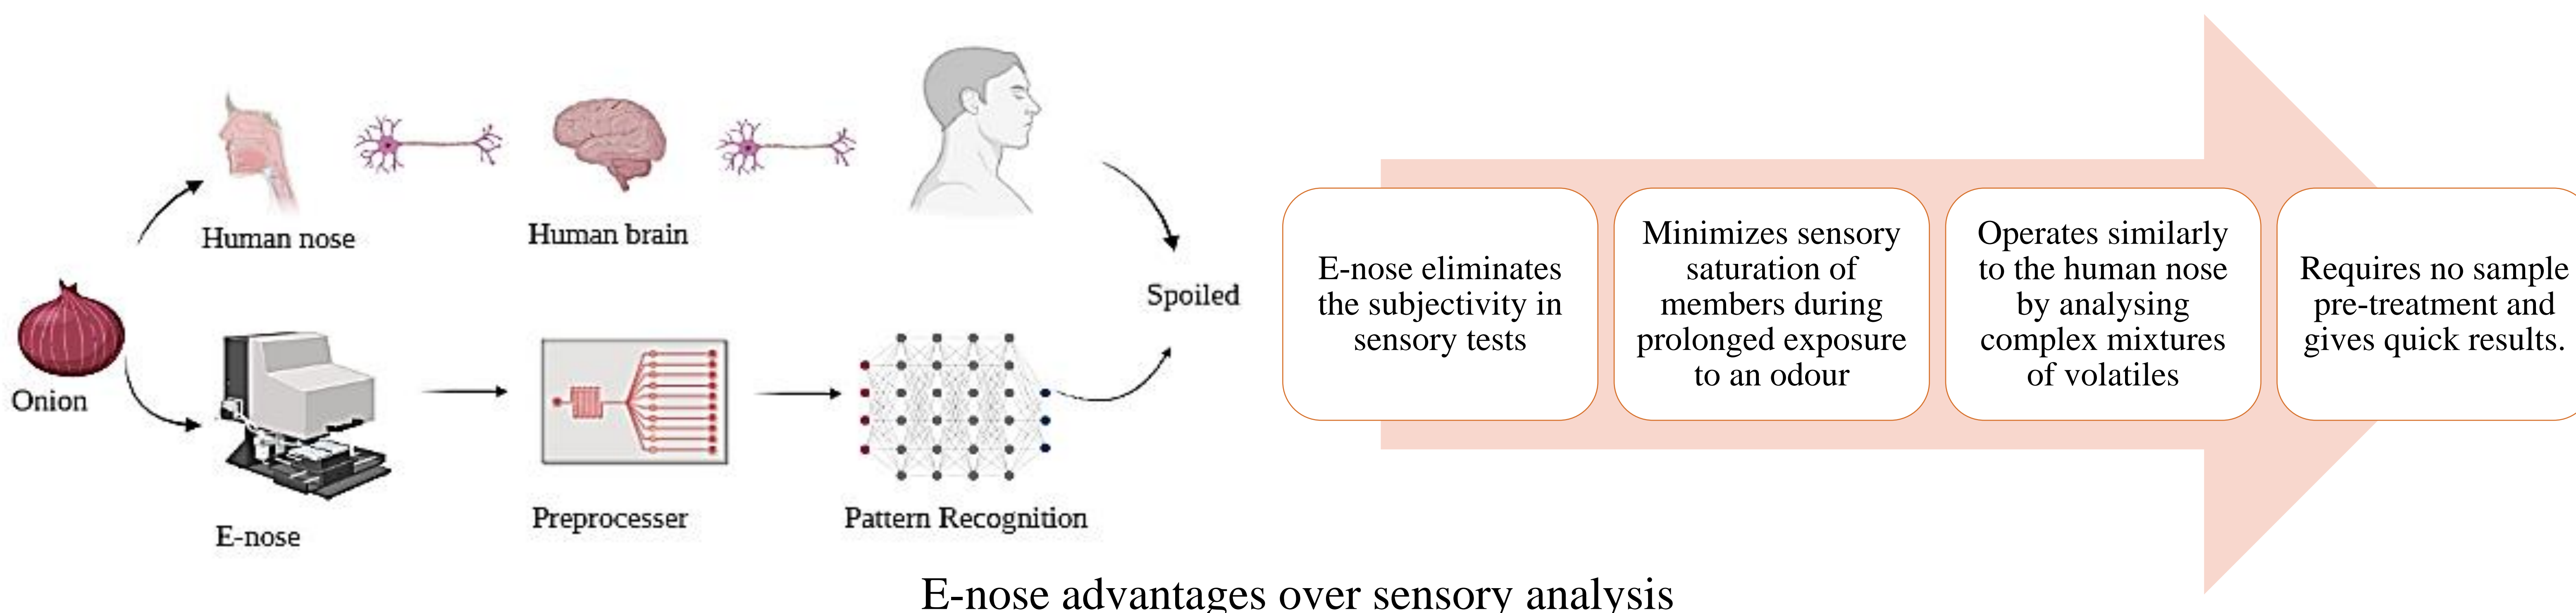 Human nose
Human brain
Onion
Spoiled
E-nose
Preprocesser
Pattern Recognition
E-nose eliminates
the subjectivity in
sensory tests
Minimizes sensory
saturation of
members during
prolonged exposure
to an odour
Operates similarly
to the human nose
by analysing
complex mixtures
of volatiles
Requires no sample
pre-treatment and
gives quick results.
E-nose advantages over sensory analysis